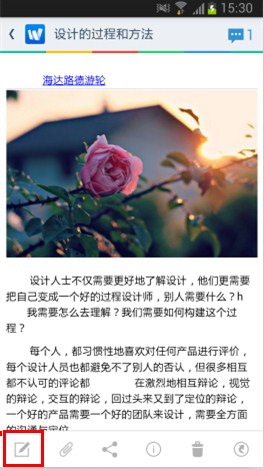 15:30
W 设计的过程和方法 1
海达路德游轮
设计人士不仅需要更好地了解设计，他们更需要
把自己变成一个好的过程设计师，别人需要什么？h
我需要怎么去理解？我们需要如何构建这个过
程？
每个人，都习惯性地喜欢对任何产品进行评价，
每个设计人员也都避免不了别人的否认，但很多相互
都不认可的评论都 在激烈地相互辩论，视觉
的辩论，交互的辩论，回过头来又到了定位的辩论，
一个好的产品需要一个好的团队来设计，需要全方面
的沟通与定位